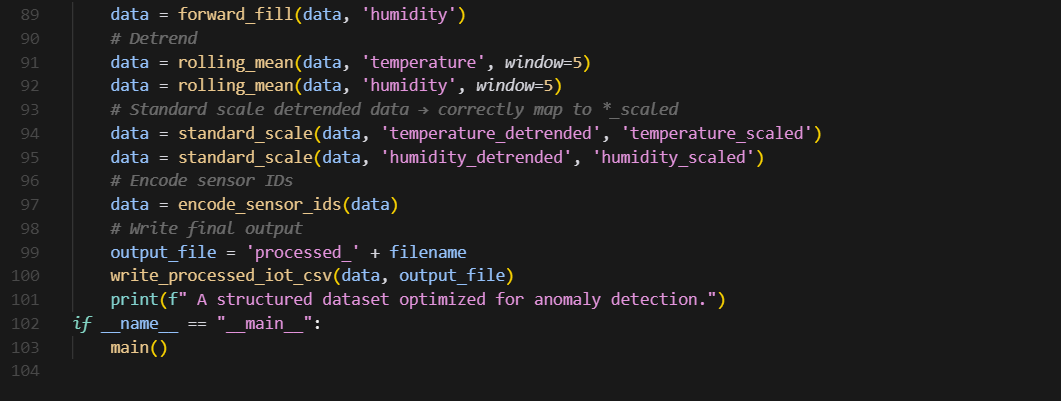 89 data = forward_fill(data, 'humidity')
90 # Detrend
91 data = rolling_mean(data, 'temperature', window=5)
92 data = rolling_mean(data, 'humidity', window=5)
93 # Standard scale detrended data → correctly map to *_scaled
94 data = standard_scale(data, 'temperature_detrended', 'temperature_scaled')
95 data = standard_scale(data, 'humidity_detrended', 'humidity_scaled')
96 # Encode sensor IDs
97 data = encode_sensor_ids(data)
98 # Write final output
99 output_file = 'processed_' + filename
100 write_processed_iot_csv(data, output_file)
101 print(f" A structured dataset optimized for anomaly detection.")
102 if __name__ == "__main__":
103 main()
104